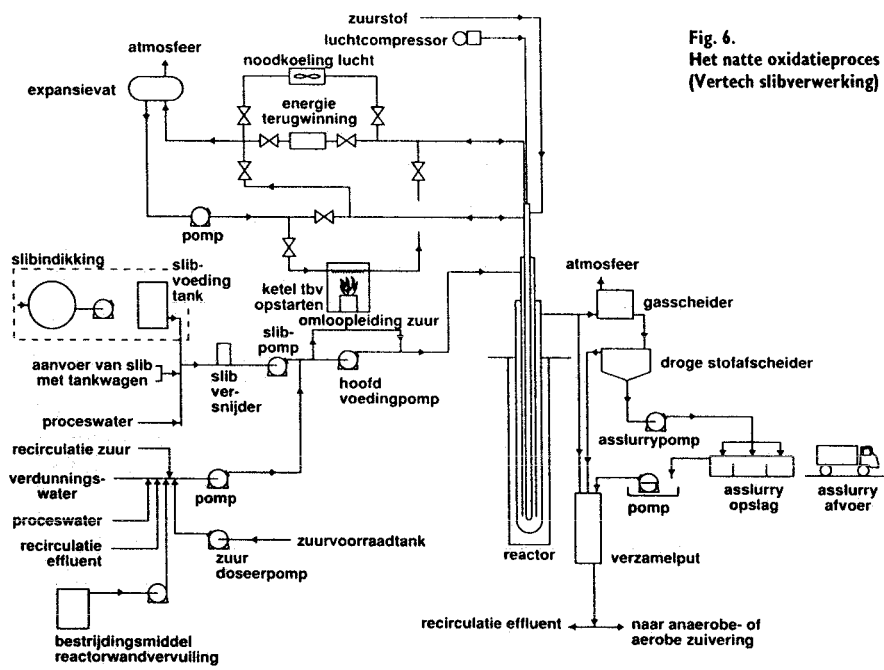 zuurstof
luchtcompressor
Fig. 6.
Het natte oxidatieproces
(Vertech slibverwerking)
atmosfeer
noodkoeling lucht
expansievat
energie
terugwinning
pomp
slibindikking
slib-
voeding
tank
ketel tbv
opstarten
omloopleiding zuur
atmosfeer
gasscheider
slib-
pomp
droge stofafscheider
aanvoer van slib
met tankwagen
slib
ver-
snijder
hoofd
voedingpomp
proceswater
asslurrypomp
recirculatie zuur
verdunnings-
water
pomp
pomp
asslurry
opslag
asslurry
afvoer
proceswater
recirculatie
effluent
zuurvoorraadtank
zuur
doseerpomp
reactor
verzamelput
bestrijdingsmiddel
reactorwandvervuiling
recirculatie effluent
naar anaerobe- of
aerobe zuivering